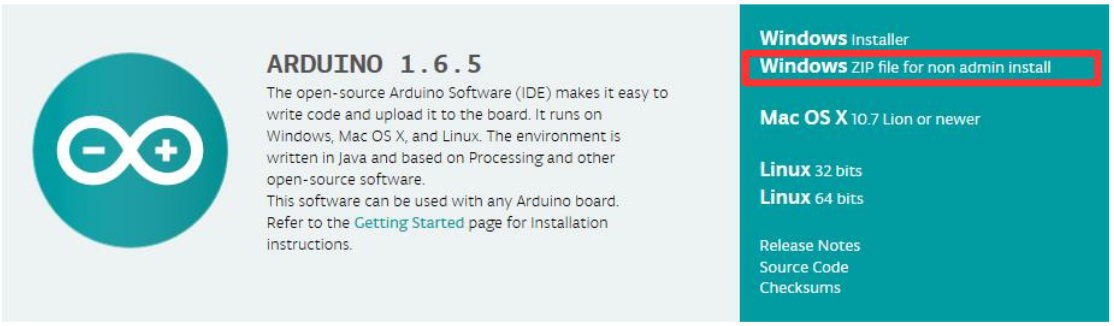 ARDUINO 1.6.5
The open-source Arduino Software (IDE) makes it easy to
write code and upload it to the board. It runs on
Windows, Mac OS X, and Linux. The environment is
written in Java and based on Processing and other
open-source software.
This software can be used with any Arduino board.
Refer to the Getting Started page for Installation
instructions.
Windows Installer
Windows ZIP file for non admin install
Mac OS X 10.7 Lion or newer
Linux 32 bits
Linux 64 bits
Release Notes
Source Code
Checksums